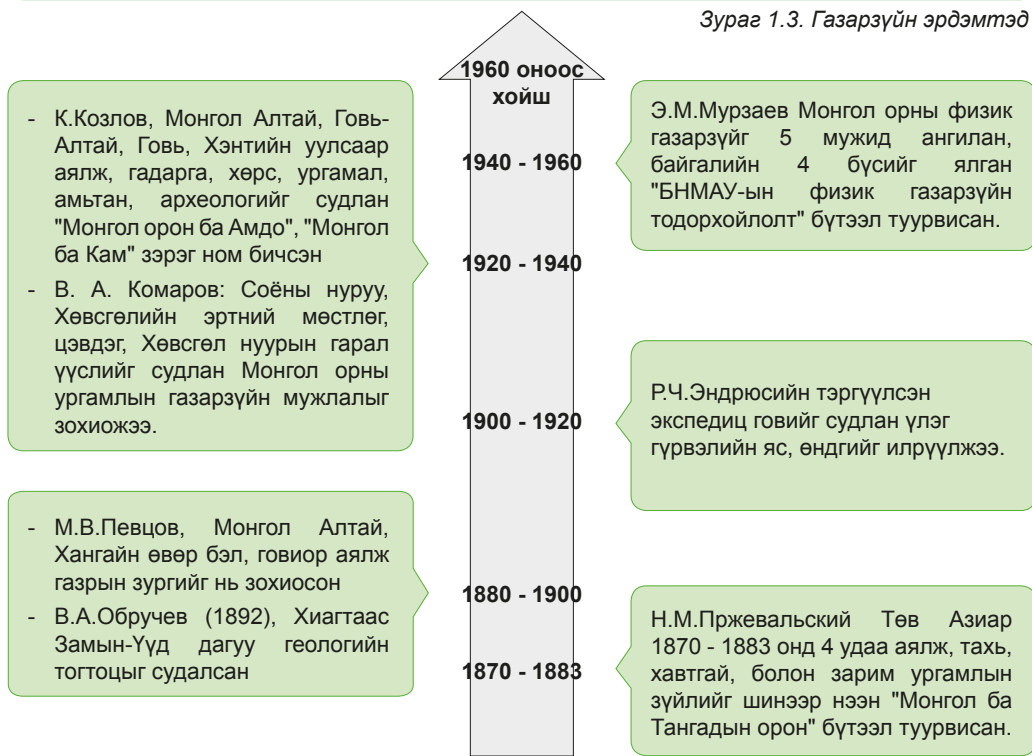 Зураг 1.3. Газарзүйн эрдэмтэд
1960 оноос
хойш
- К.Козлов, Монгол Алтай, Говь-
Алтай, Говь, Хэнтийн уулсаар
аялж, гадарга, хөрс, ургамал,
амьтан, археологийг судлан
"Монгол орон ба Амдо", "Монгол
ба Кам" зэрэг ном бичсэн
- В. А. Комаров: Соёны нуруу,
Хөвсгөлийн эртний мөстлөг,
цэвдэг, Хөвсгөл нуурын гарал
үүслийг судлан Монгол орны
ургамлын газарзүйн мужлалыг
зохиожээ.
Э.М.Мурзаев Монгол орны физик
газарзүйг 5 мужид ангилан,
байгалийн 4 бүсийг ялган
"БНМАУ-ын физик газарзүйн
тодорхойлолт" бүтээл туурвисан.
1940 - 1960
1920 - 1940
1900 - 1920
Р.Ч.Эндрюсийн тэргүүлсэн
экспедиц говийг судлан үлэг
гүрвэлийн яс, өндгийг илрүүлжээ.
- М.В.Певцов, Монгол Алтай,
Хангайн өвөр бэл, говиор аялж
газрын зургийг нь зохиосон
- В.А.Обручев (1892), Хиагтаас
Замын-Үүд дагуу геологийн
тогтоцыг судалсан
1880 - 1900
1870 - 1883
Н.М.Пржевальский Төв Азиар
1870 - 1883 онд 4 удаа аялж, тахь,
хавтгай, болон зарим ургамлын
зүйлийг шинээр нээн "Монгол ба
Тангадын орон" бүтээл туурвисан.